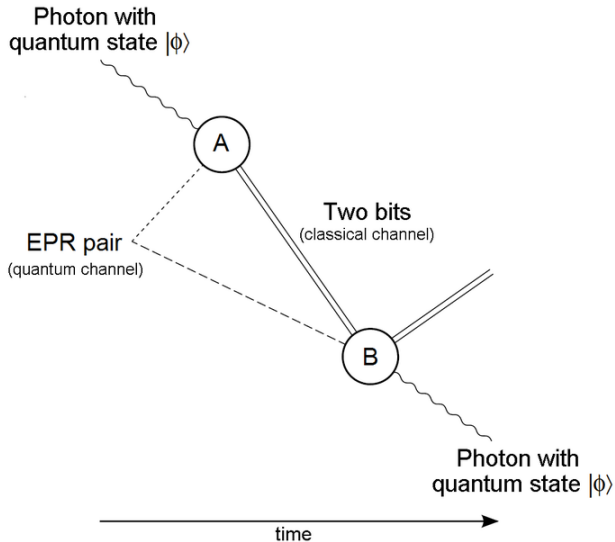 Photon with
quantum state |ϕ⟩
A
Two bits
(classical channel)
EPR pair
(quantum channel)
B
Photon with
quantum state |ϕ⟩
time